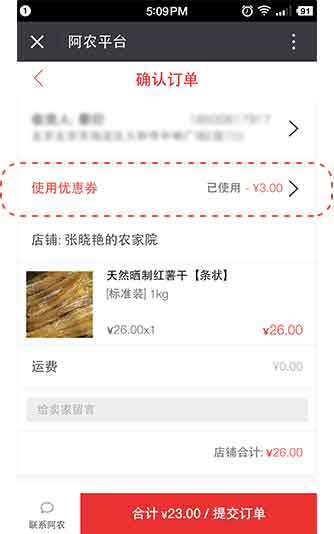 1 5:09PM 91
阿农平台
确认订单
使用优惠券 已使用 - ¥3.00
店铺: 张晓艳的农家院
天然晒制红薯干【条状】
[标准装] 1kg
¥26.00x1 ¥26.00
运费 ¥0.00
给卖家留言
店铺合计: ¥26.00
联系阿农 合计 ¥23.00 / 提交订单